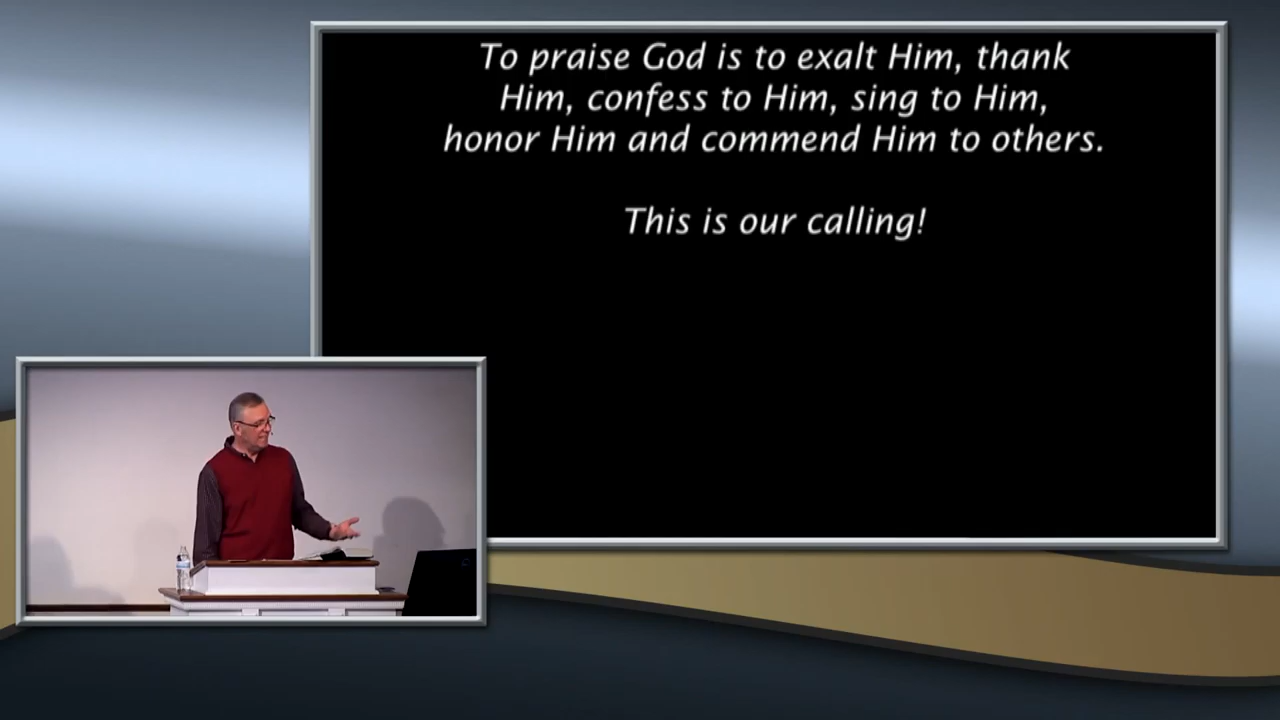 To praise God is to exalt Him, thank
Him, confess to Him, sing to Him,
honor Him and commend Him to others.
This is our calling!